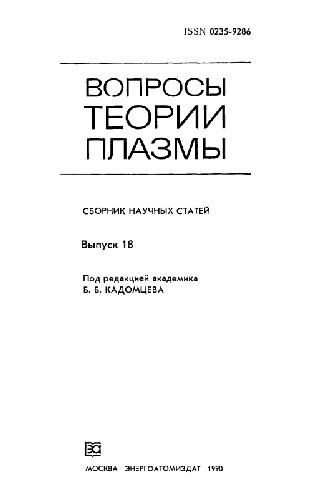 ISSN 0235-9286
ВОПРОСЫ
ТЕОРИИ
ПЛАЗМЫ
СБОРНИК НАУЧНЫХ СТАТЕЙ
Выпуск 18
Под редакцией академика
Б. Б. КАДОМЦЕВА
МОСКВА ЭНЕРГОАТОМИЗДАТ 1990